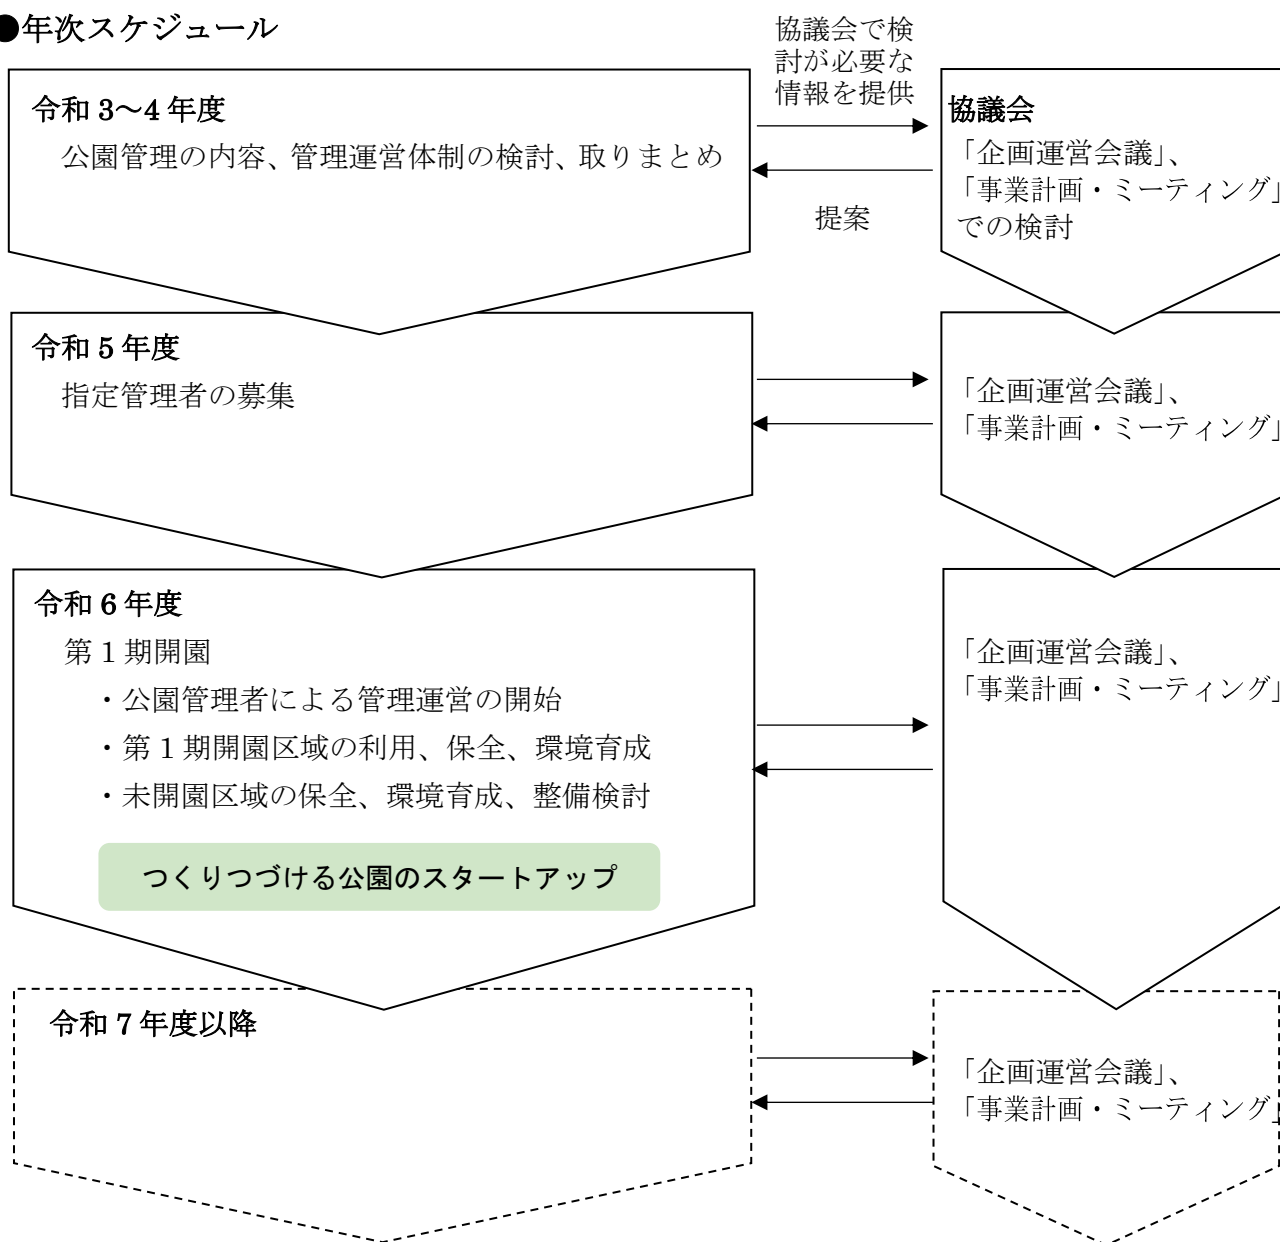 ●年次スケジュール
協議会で検
討が必要な
情報を提供
令和 3～4 年度
公園管理の内容、管理運営体制の検討、取りまとめ
提案
協議会
「企画運営会議」、
「事業計画・ミーティング」
での検討
令和 5 年度
指定管理者の募集
「企画運営会議」、
「事業計画・ミーティング」
令和 6 年度
第 1 期開園
・公園管理者による管理運営の開始
・第 1 期開園区域の利用、保全、環境育成
・未開園区域の保全、環境育成、整備検討
つくりつづける公園のスタートアップ
「企画運営会議」、
「事業計画・ミーティング」
令和 7 年度以降
「企画運営会議」、
「事業計画・ミーティング」